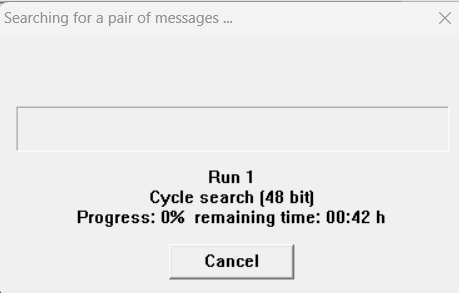 Searching for a pair of messages ...
Run 1
Cycle search (48 bit)
Progress: 0% remaining time: 00:42 h
Cancel